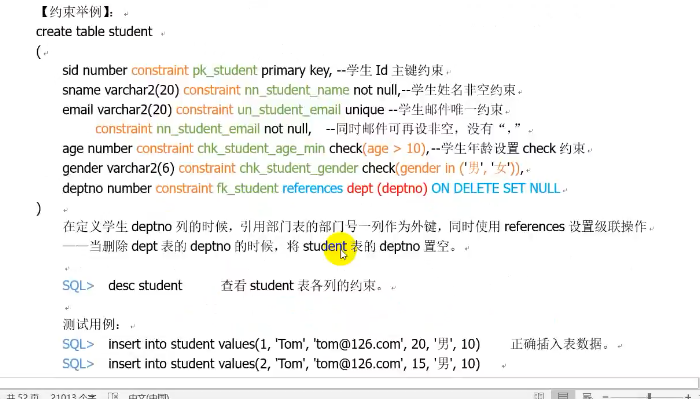 【约束举例】：
create table student
(
sid number constraint pk_student primary key, --学生 Id 主键约束
sname varchar2(20) constraint nn_student_name not null,--学生姓名非空约束
email varchar2(20) constraint un_student_email unique --学生邮件唯一约束
constraint nn_student_email not null, --同时邮件可再设非空，没有“，”
age number constraint chk_student_age_min check(age > 10),--学生年龄设置 check 约束
gender varchar2(6) constraint chk_student_gender check(gender in ('男', '女')),
deptno number constraint fk_student references dept (deptno) ON DELETE SET NULL
)
在定义学生 deptno 列的时候，引用部门表的部门号一列作为外键，同时使用 references 设置级联操作
——当删除 dept 表的 deptno 的时候，将 student 表的 deptno 置空。
SQL> desc student 查看 student 表各列的约束。
测试用例：
SQL> insert into student values(1, 'Tom', 'tom@126.com', 20, '男', 10) 正确插入表数据。
SQL> insert into student values(2, 'Tom', 'tom@126.com', 15, '男', 10)
共 52 页 21013 个字 中文(中国)